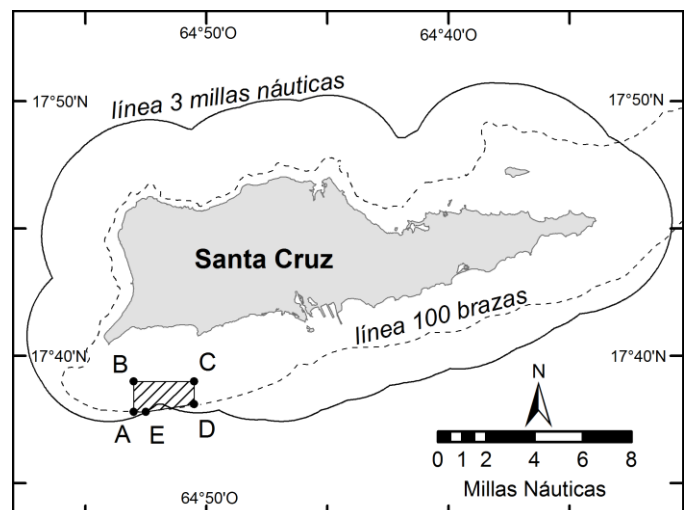 64°50'O
64°40'O
17°50'N
línea 3 millas náuticas
17°50'N
Santa Cruz
línea 100 brazas
17°40'N
17°40'N
B
C
A
E
D
N
0 1 2 4 6 8
Millas Náuticas
64°50'O